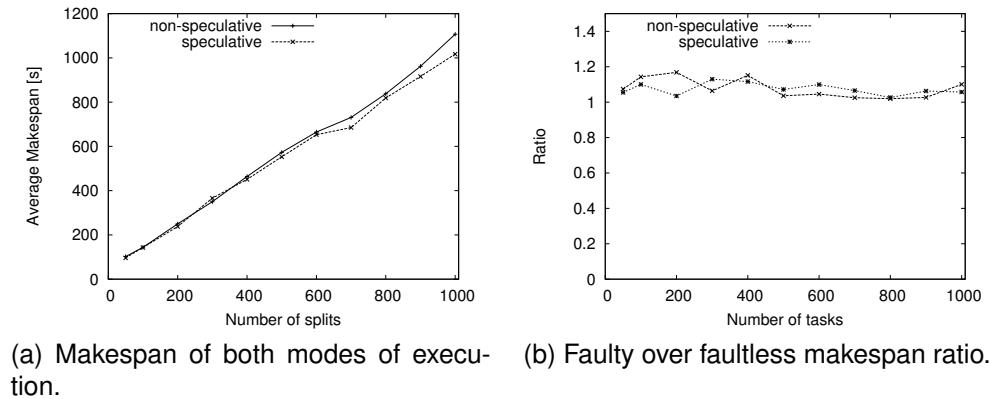 1200
1000
800
600
400
200
0
Average Makespan [s]
non-speculative
speculative
0 200 400 600 800 1000
Number of splits
(a) Makespan of both modes of execu-
tion.
1.4
1.2
1
0.8
0.6
0.4
0.2
0
Ratio
non-speculative
speculative
0 200 400 600 800 1000
Number of tasks
(b) Faulty over faultless makespan ratio.